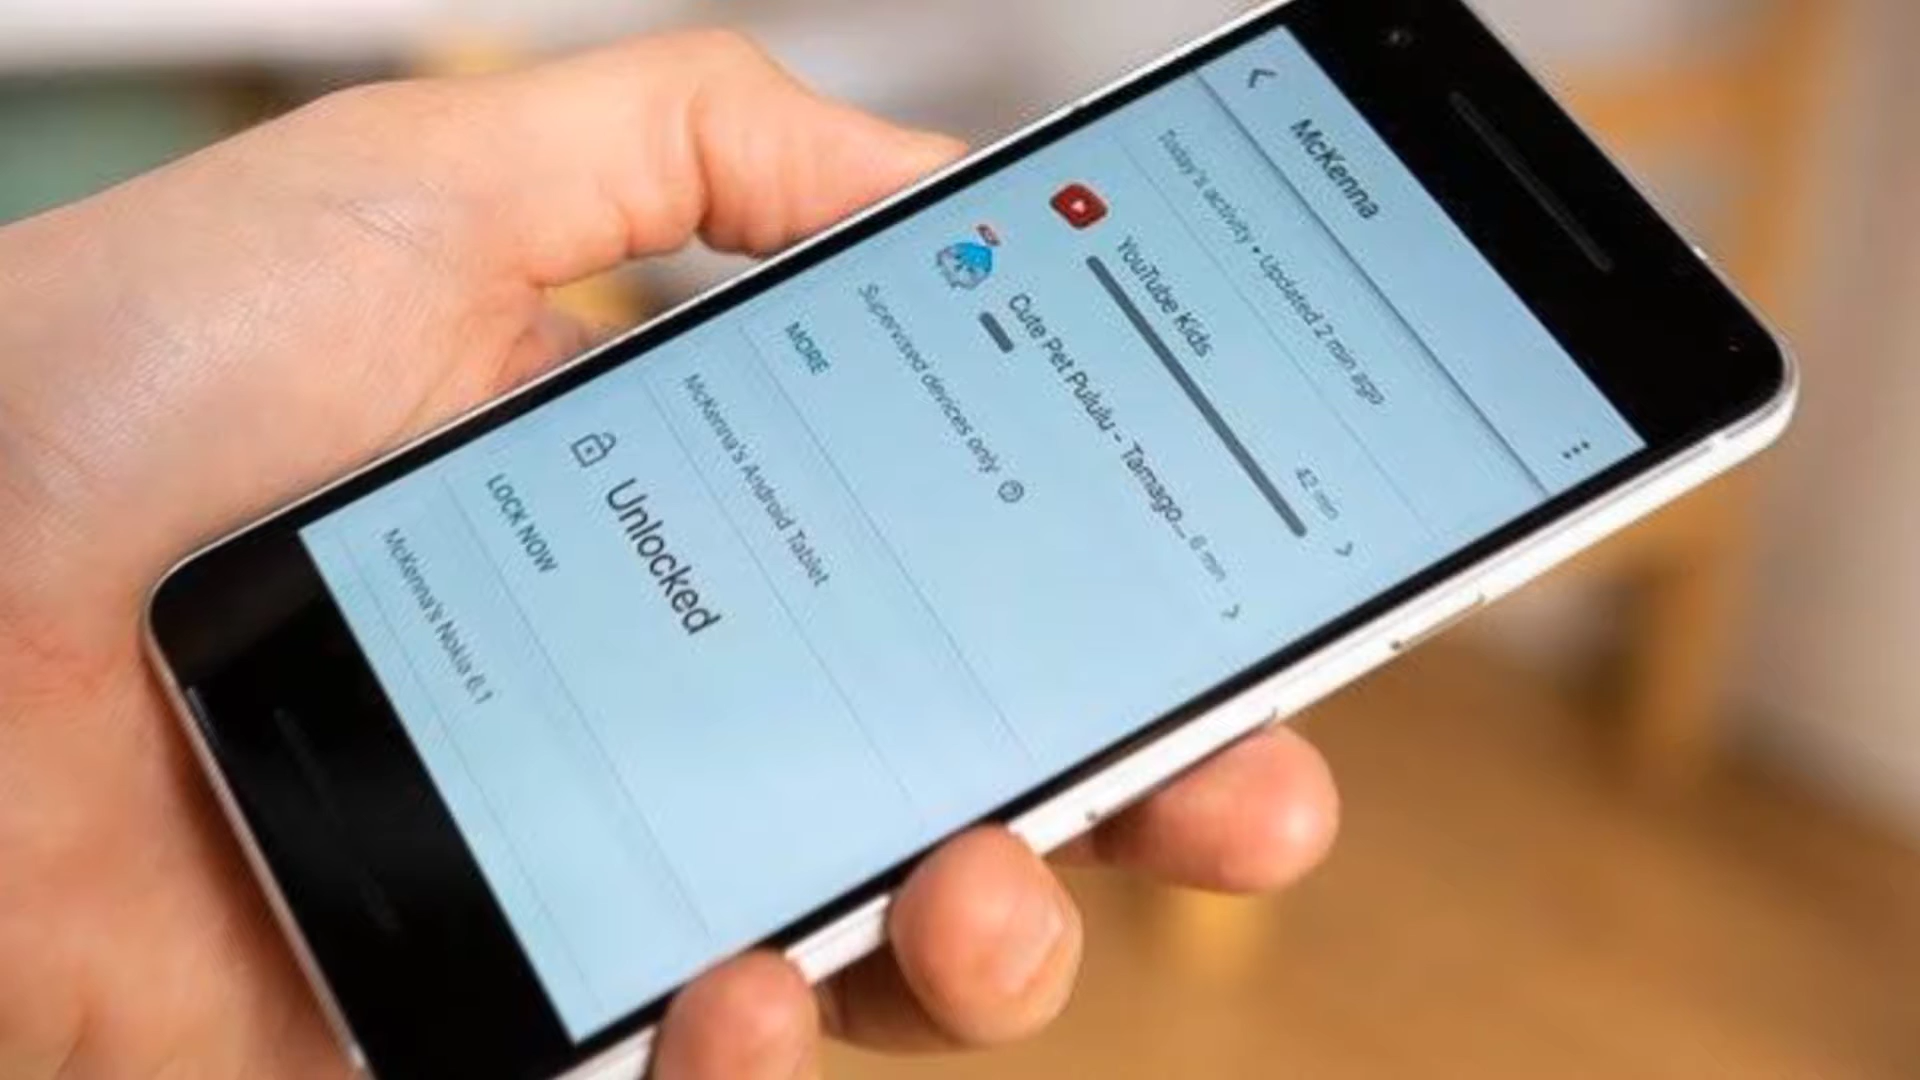 McKenna
Today's activity • Updated 2 min ago
YouTube Kids 42 min
Cute Pet Pululu - Tamago... 6 min
Supervised devices only
MORE
McKenna's Android Tablet
Unlocked
LOCK NOW
McKenna's Nokia 6.1